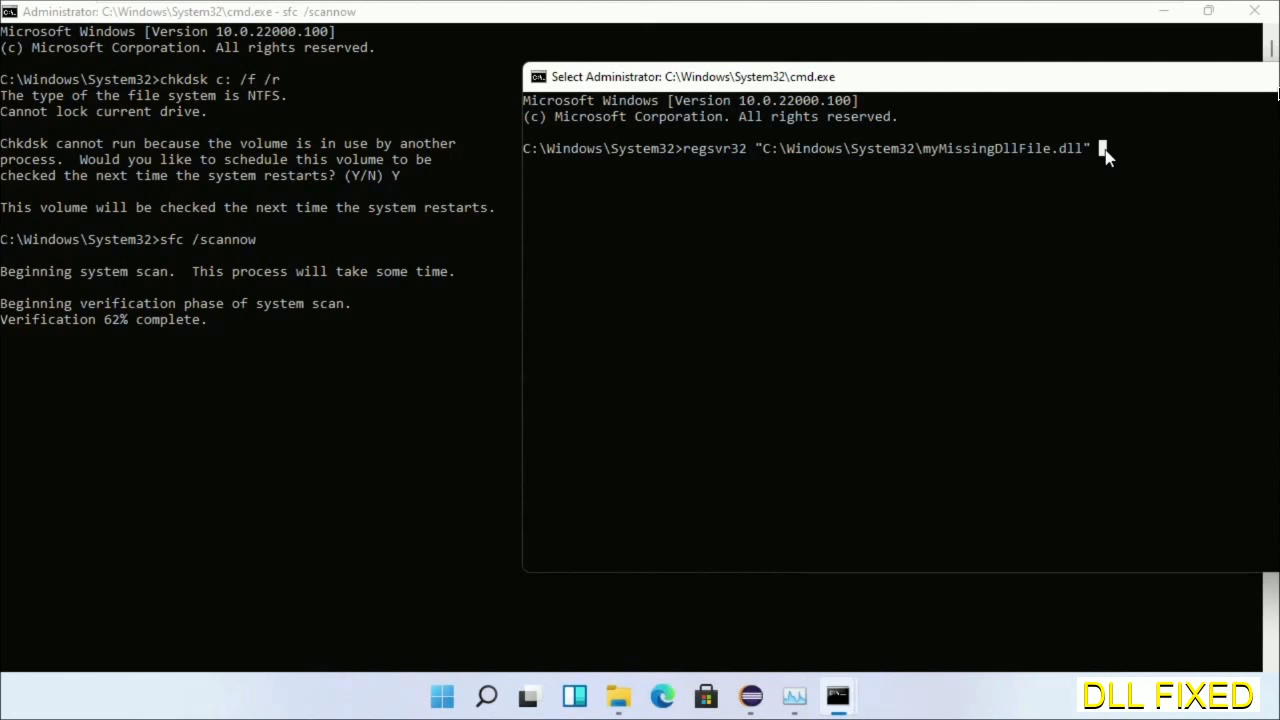 Administrator: C:\Windows\System32\cmd.exe - sfc /scannow
Microsoft Windows [Version 10.0.22000.100]
(c) Microsoft Corporation. All rights reserved.
C:\Windows\System32>chkdsk c: /f /r
The type of the file system is NTFS.
Cannot lock current drive.
Chkdsk cannot run because the volume is in use by another
process.  Would you like to schedule this volume to be
checked the next time the system restarts? (Y/N) Y
This volume will be checked the next time the system restarts.
C:\Windows\System32>sfc /scannow
Beginning system scan.  This process will take some time.
Beginning verification phase of system scan.
Verification 62% complete.
Select Administrator: C:\Windows\System32\cmd.exe
Microsoft Windows [Version 10.0.22000.100]
(c) Microsoft Corporation. All rights reserved.
C:\Windows\System32>regsvr32 "C:\Windows\System32\myMissingDllFile.dll"
DLL FIXED